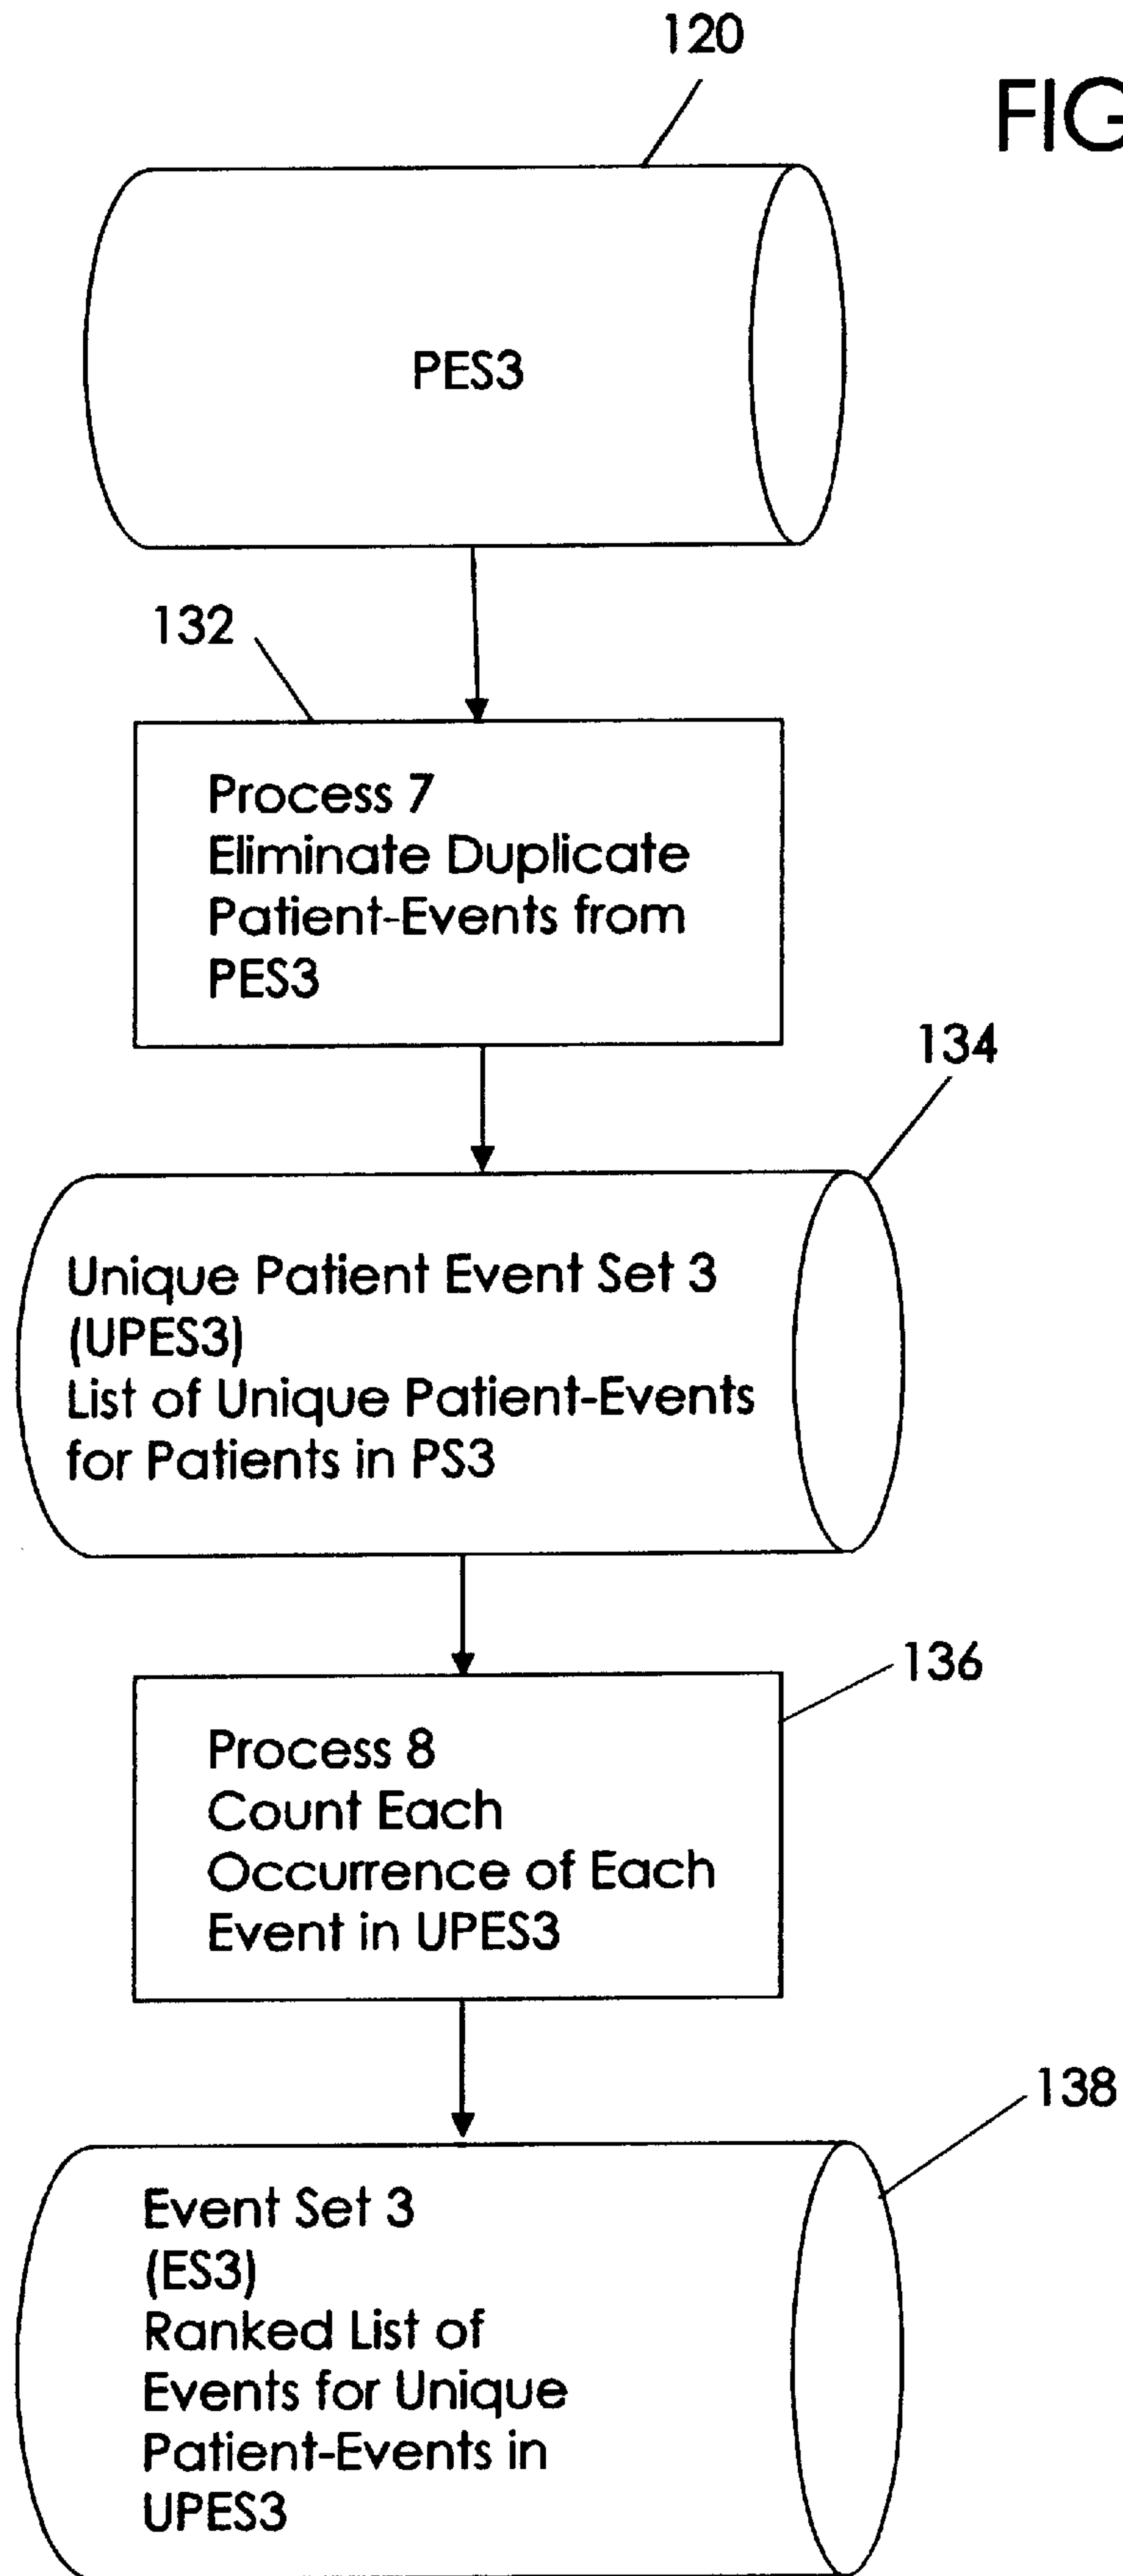 120
FIG
PES3
132
Process 7
Eliminate Duplicate
Patient-Events from
PES3
134
Unique Patient Event Set 3
(UPES3)
List of Unique Patient-Events
for Patients in PS3
136
Process 8
Count Each
Occurrence of Each
Event in UPES3
138
Event Set 3
(ES3)
Ranked List of
Events for Unique
Patient-Events in
UPES3